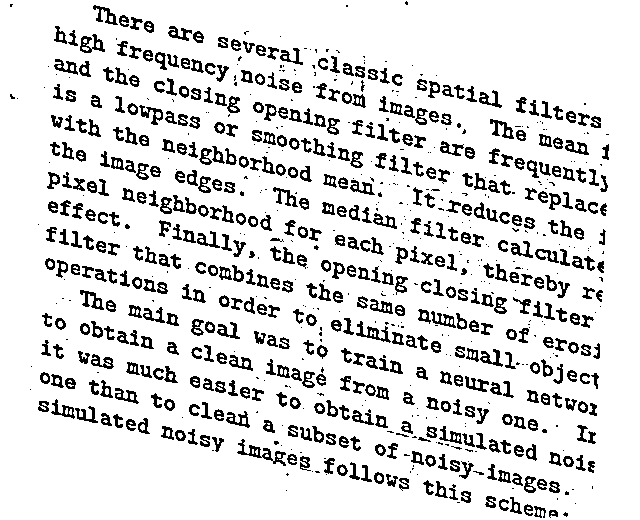 There are several classic spatial filters
high frequency noise from images. The mean
and the closing opening filter are frequently
is a lowpass or smoothing filter that replace
with the neighborhood mean. It reduces the
the image edges. The median filter calculate
pixel neighborhood for each pixel, thereby re
effect. Finally, the opening closing filter
filter that combines the same number of erosi
operations in order to eliminate small object
The main goal was to train a neural networ
to obtain a clean image from a noisy one. In
it was much easier to obtain a simulated nois
one than to clean a subset of noisy images.
simulated noisy images follows this scheme: